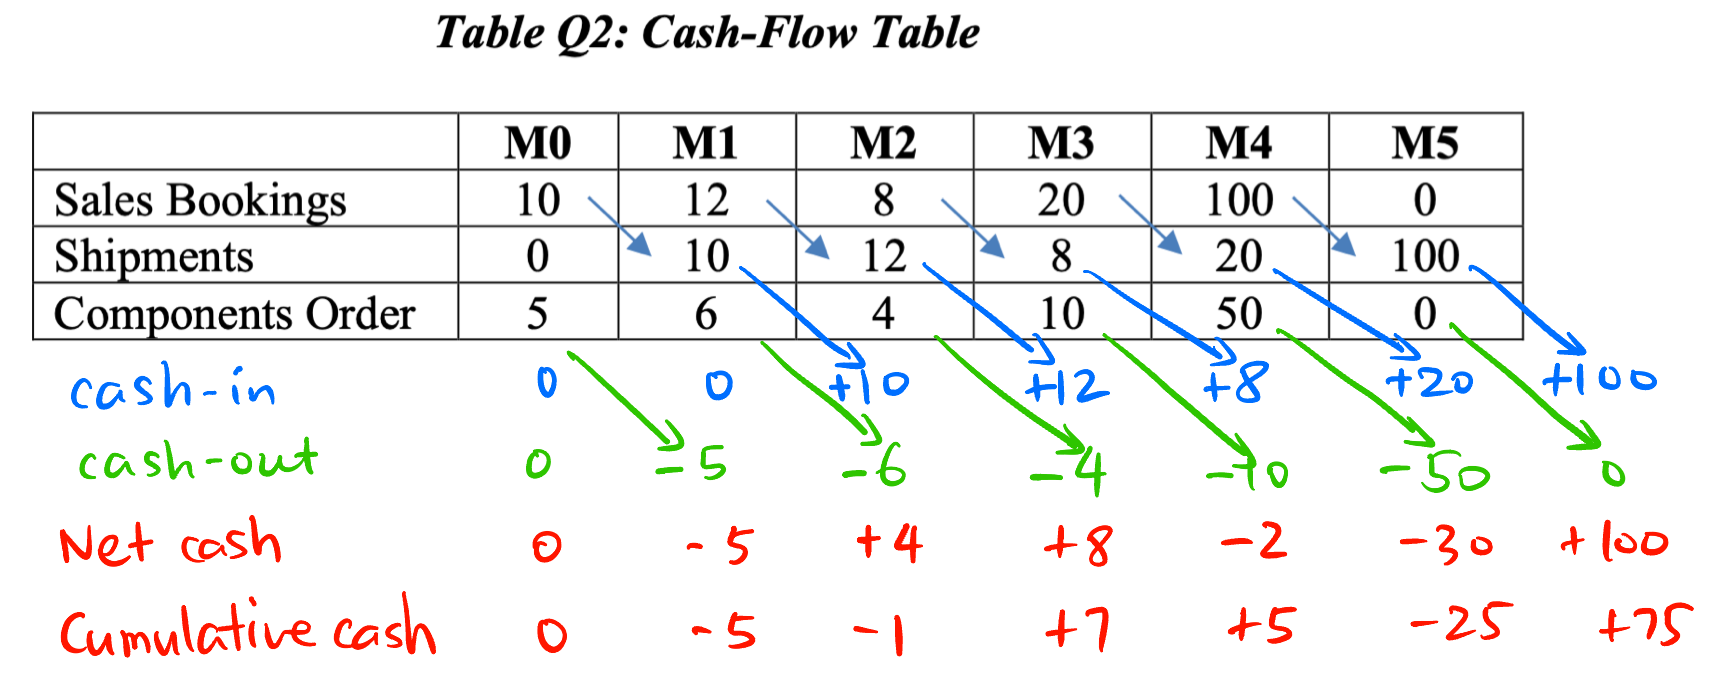 Table Q2: Cash-Flow Table
M0 M1 M2 M3 M4 M5
Sales Bookings 10 12 8 20 100 0
Shipments 0 10 12 8 20 100
Components Order 5 6 4 10 50 0
cash-in 0 0 +10 +12 +8 +20 +100
cash-out 0 -5 -6 -4 -10 -50 0
Net cash 0 -5 +4 +8 -2 -30 +100
Cumulative cash 0 -5 -1 +7 +5 -25 +75